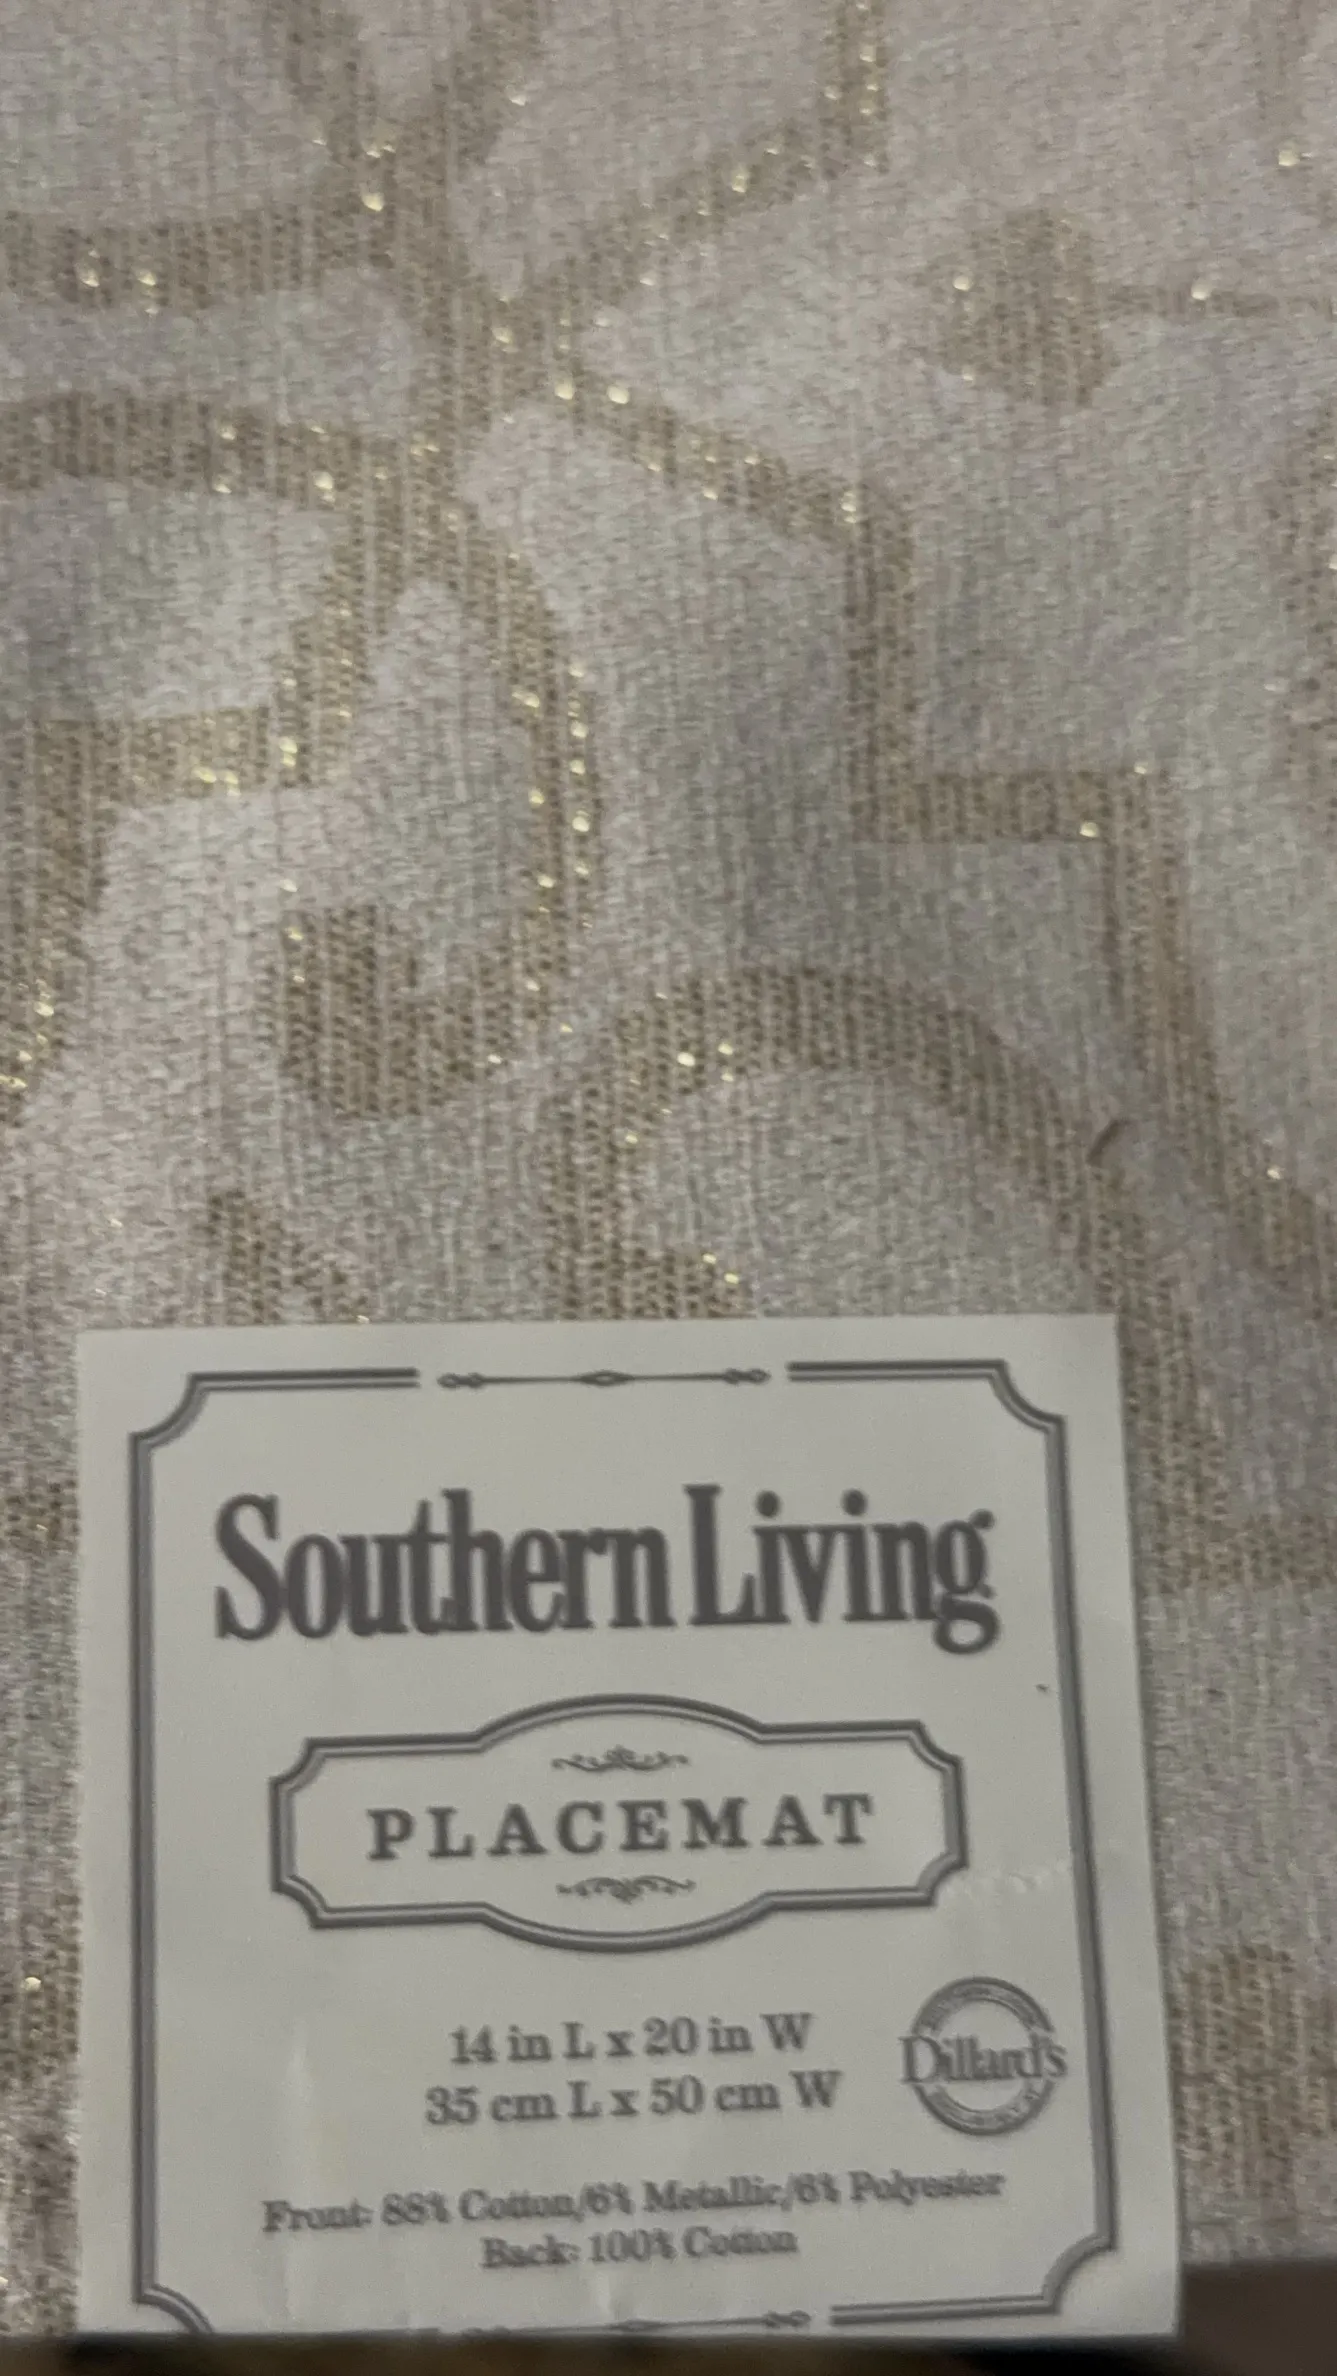 Southern Living
PLACEMAT
14 in L x 20 in W
35 cm L x 50 cm W
Dillard's
Front: 88% Cotton/6% Metallic/6% Polyester
Back: 100% Cotton